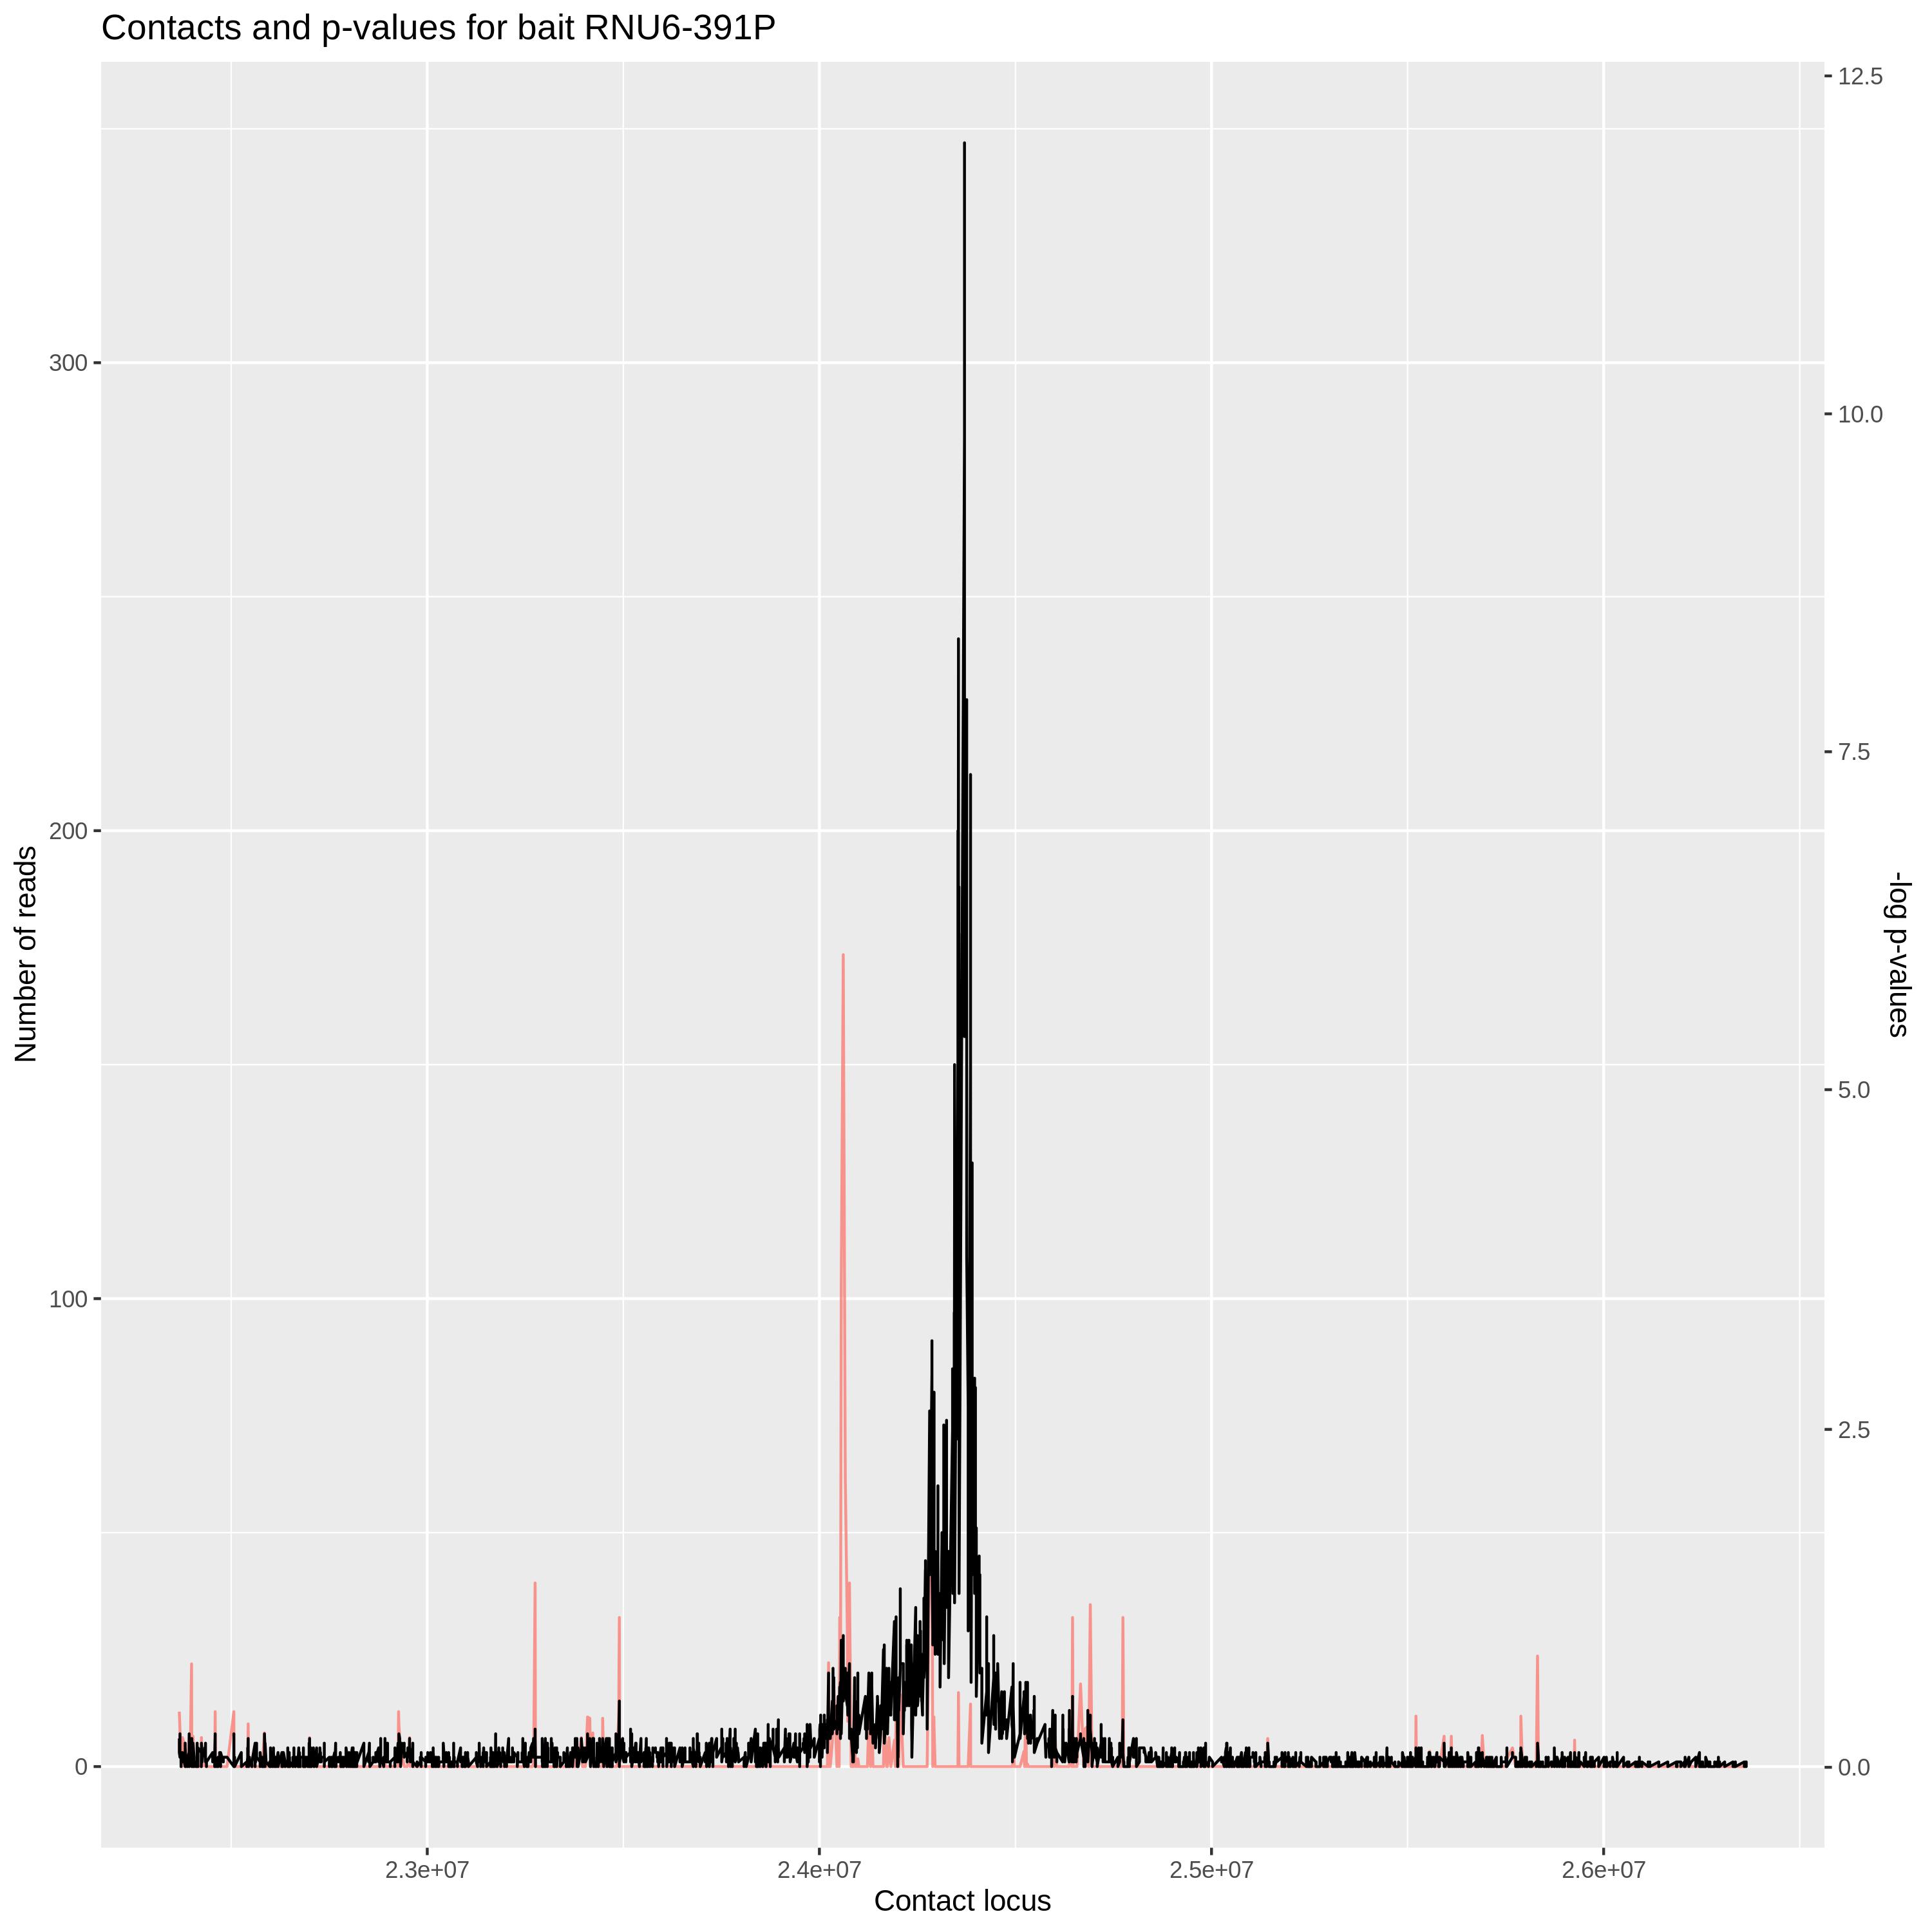 Contacts and p-values for bait RNU6-391P
Number of reads
300
200
100
0
12.5
10.0
7.5
5.0
2.5
0.0
-log p-values
2.3e+07
2.4e+07
2.5e+07
2.6e+07
Contact locus